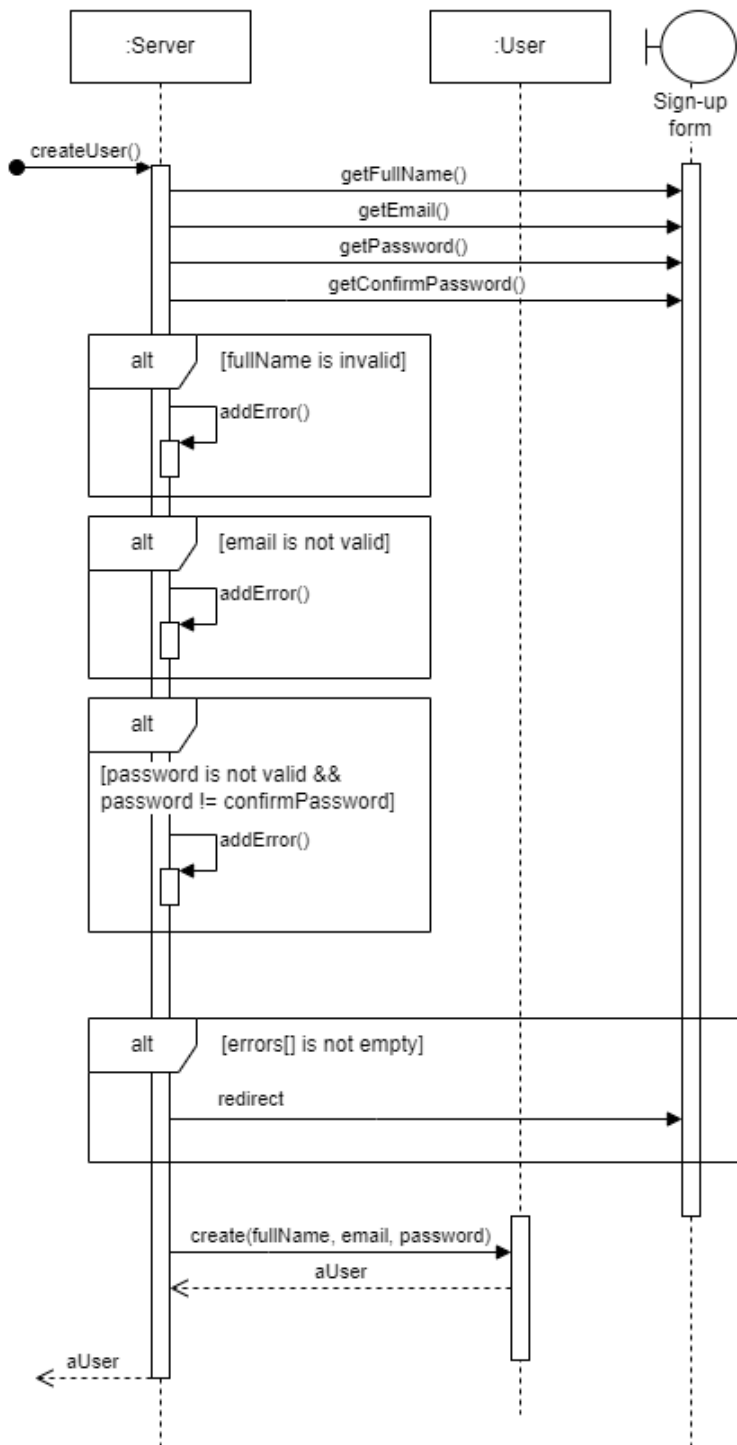 :Server
:User
Sign-up
form
createUser()
getFullName()
getEmail()
getPassword()
getConfirmPassword()
alt
[fullName is invalid]
addError()
alt
[email is not valid]
addError()
alt
[password is not valid &&
password != confirmPassword]
addError()
alt
[errors[] is not empty]
redirect
create(fullName, email, password)
aUser
aUser